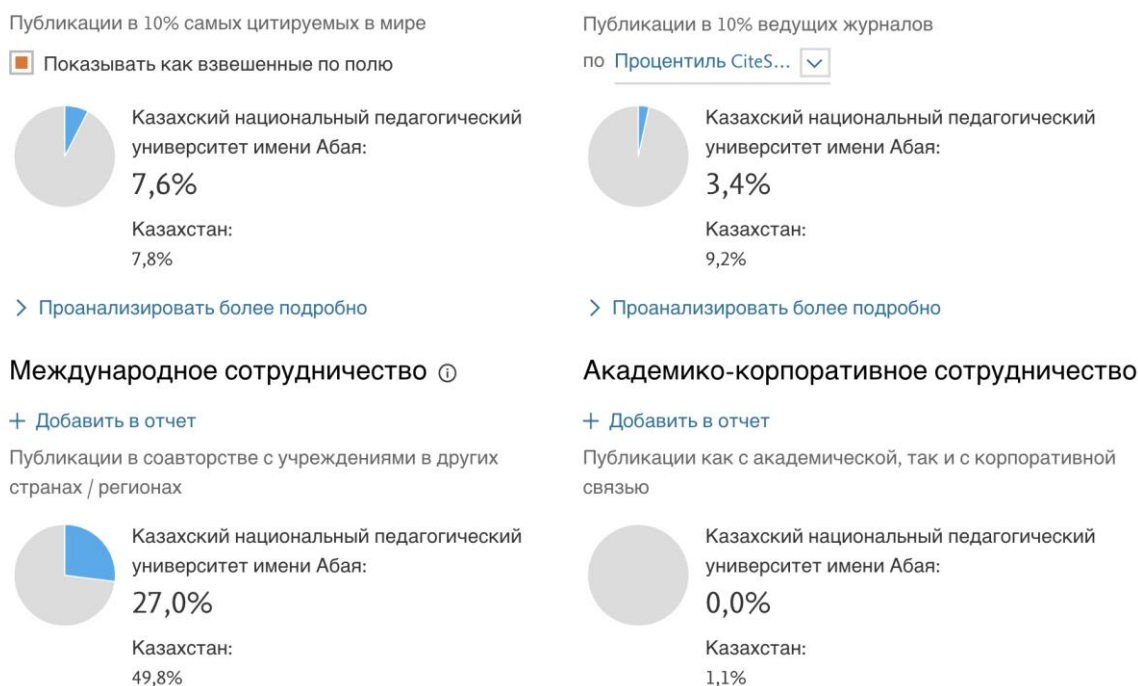 Публикации в 10% самых цитируемых в мире
Показывать как взвешенные по полю
Казахский национальный педагогический
университет имени Абая:
7,6%
Казахстан:
7,8%
Проанализировать более подробно
Публикации в 10% ведущих журналов
по Процентиль CiteS...
Казахский национальный педагогический
университет имени Абая:
3,4%
Казахстан:
9,2%
Проанализировать более подробно
Международное сотрудничество
+ Добавить в отчет
Публикации в соавторстве с учреждениями в других
странах / регионах
Казахский национальный педагогический
университет имени Абая:
27,0%
Казахстан:
49,8%
Академико-корпоративное сотрудничество
+ Добавить в отчет
Публикации как с академической, так и с корпоративной
связью
Казахский национальный педагогический
университет имени Абая:
0,0%
Казахстан:
1,1%